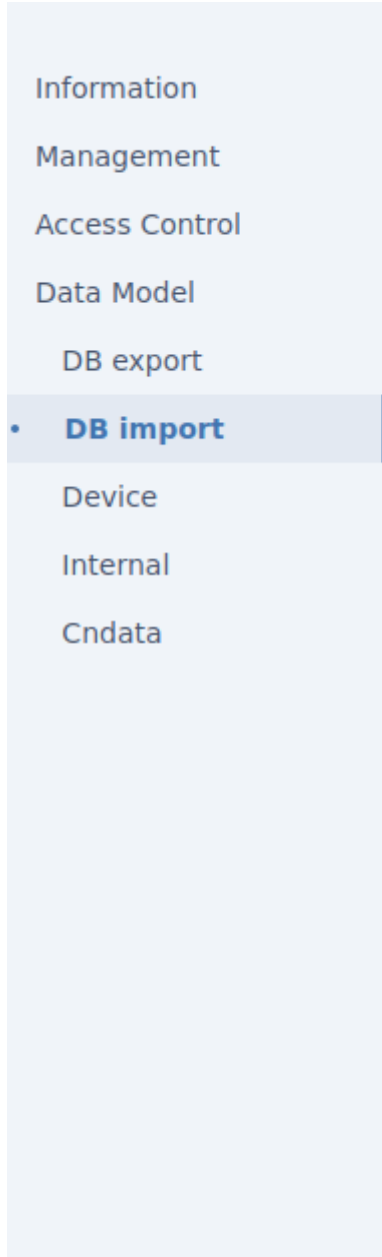 Information
Management
Access Control
Data Model
DB export
• DB import
Device
Internal
Cndata